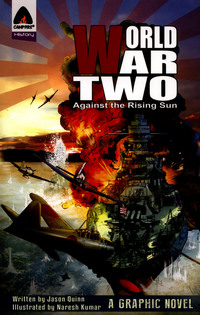 CAMPFIRE
History
WORLD
WAR
TWO
Against the Rising Sun
Written by Jason Quinn
Illustrated by Naresh Kumar
A GRAPHIC NOVEL